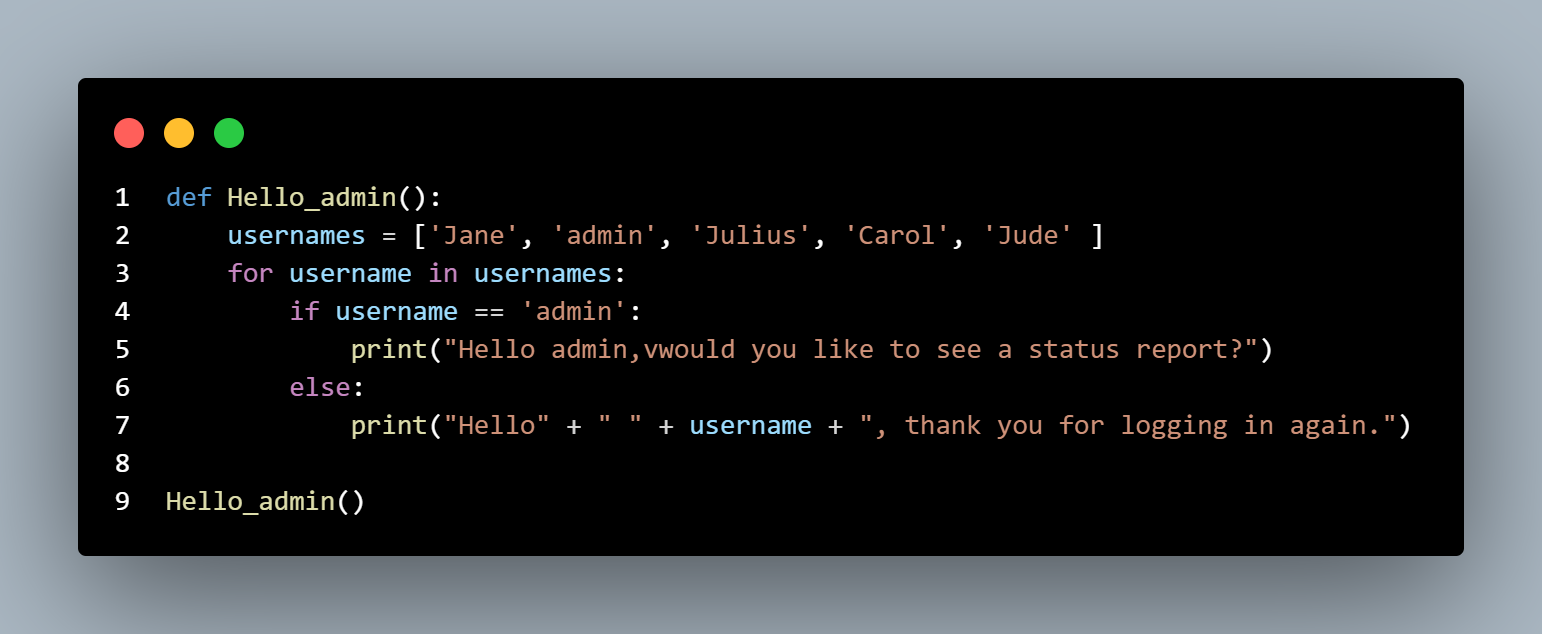 1 def Hello_admin():
2     usernames = ['Jane', 'admin', 'Julius', 'Carol', 'Jude' ]
3     for username in usernames:
4         if username == 'admin':
5             print("Hello admin,vwould you like to see a status report?")
6         else:
7             print("Hello" + " " + username + ", thank you for logging in again.")
8
9 Hello_admin()